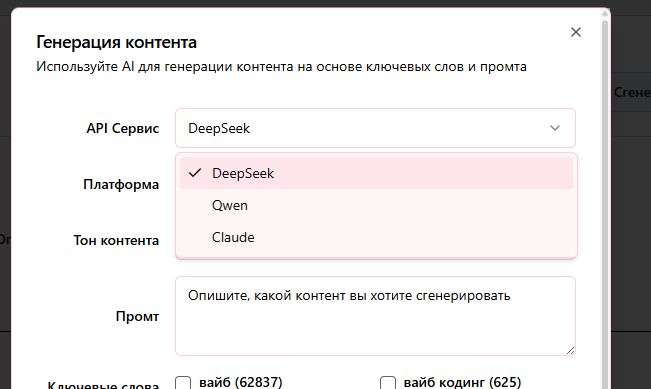 Генерация контента
Используйте AI для генерации контента на основе ключевых слов и промта
Сгене
API Сервис
DeepSeek
Платформа
DeepSeek
Qwen
Тон контента
Claude
Промт
Опишите, какой контент вы хотите сгенерировать
Ключевые слова
вайб (62837)
вайб кодинг (625)